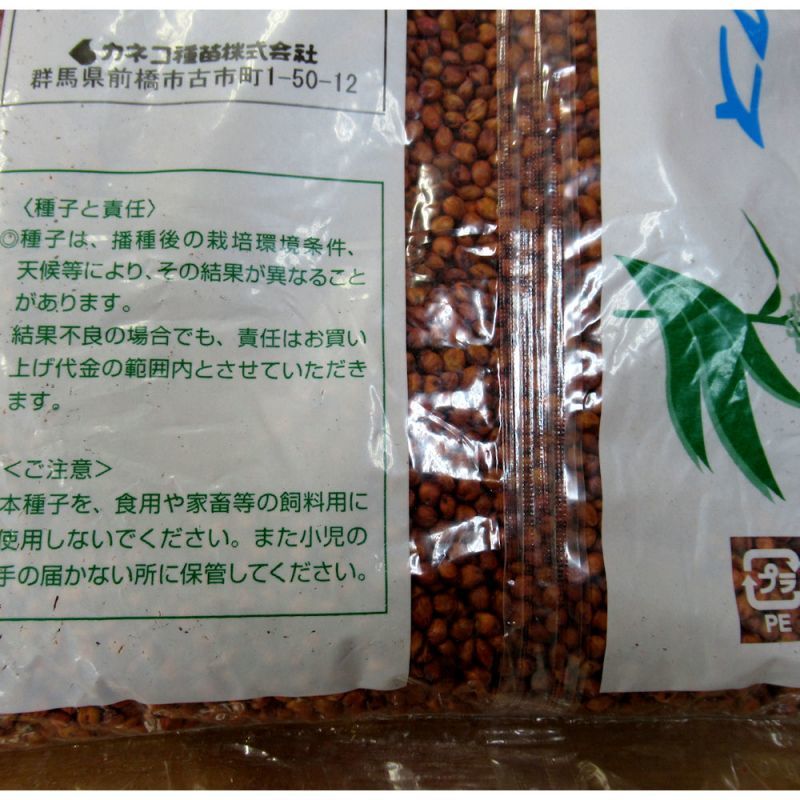 カネコ種苗株式会社
群馬県前橋市古市町1-50-12
〈種子と責任〉
◎種子は、播種後の栽培環境条件、
天候等により、その結果が異なること
があります。
結果不良の場合でも、責任はお買い
上げ代金の範囲内とさせていただき
ます。
＜ご注意＞
本種子を、食用や家畜等の飼料用に
使用しないでください。また小児の
手の届かない所に保管してください。
プラ
PE